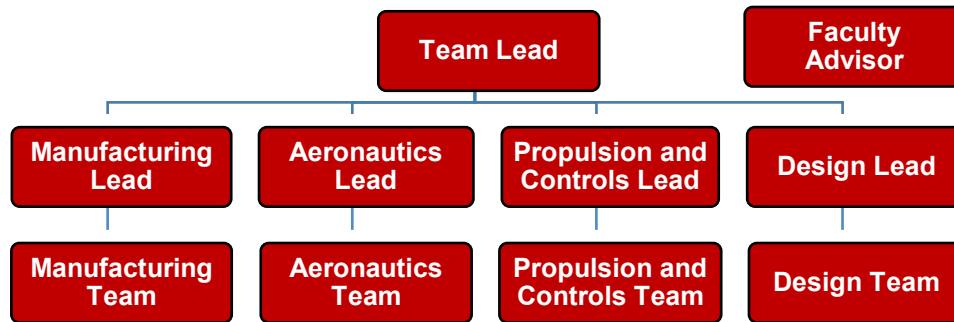 Team Lead
Faculty
Advisor
Manufacturing
Lead
Aeronautics
Lead
Propulsion and
Controls Lead
Design Lead
Manufacturing
Team
Aeronautics
Team
Propulsion and
Controls Team
Design Team